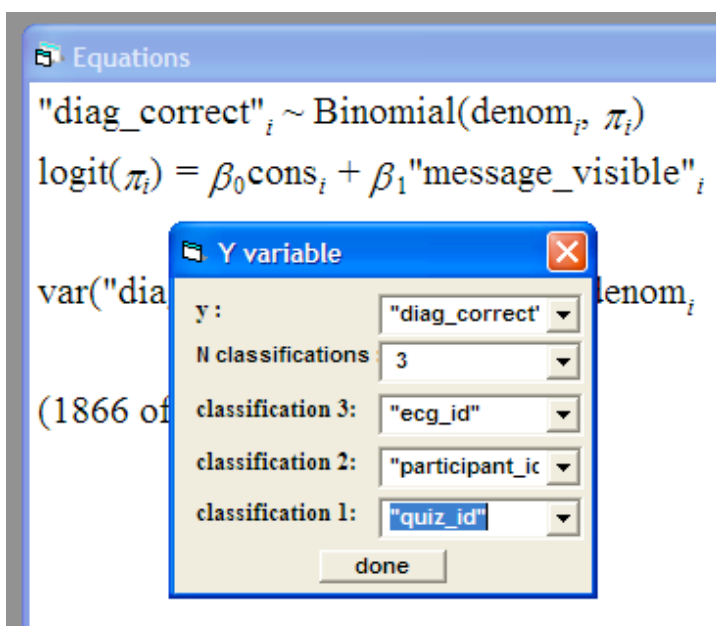 Equations
"diag_correct"ᵢ ~ Binomial(denomᵢ, πᵢ)
logit(πᵢ) = β₀consᵢ + β₁"message_visible"ᵢ
Y variable
var("dia
denomᵢ
y :
"diag_correct"
N classifications :
3
(1866 of
classification 3:
"ecg_id"
classification 2:
"participant_ic
classification 1:
"quiz_id"
done